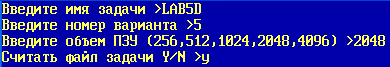 Введите имя задачи >LAB5D
Введите номер варианта >5
Введите объем ПЗУ (256,512,1024,2048,4096) >2048
Считать файл задачи Y/N >y